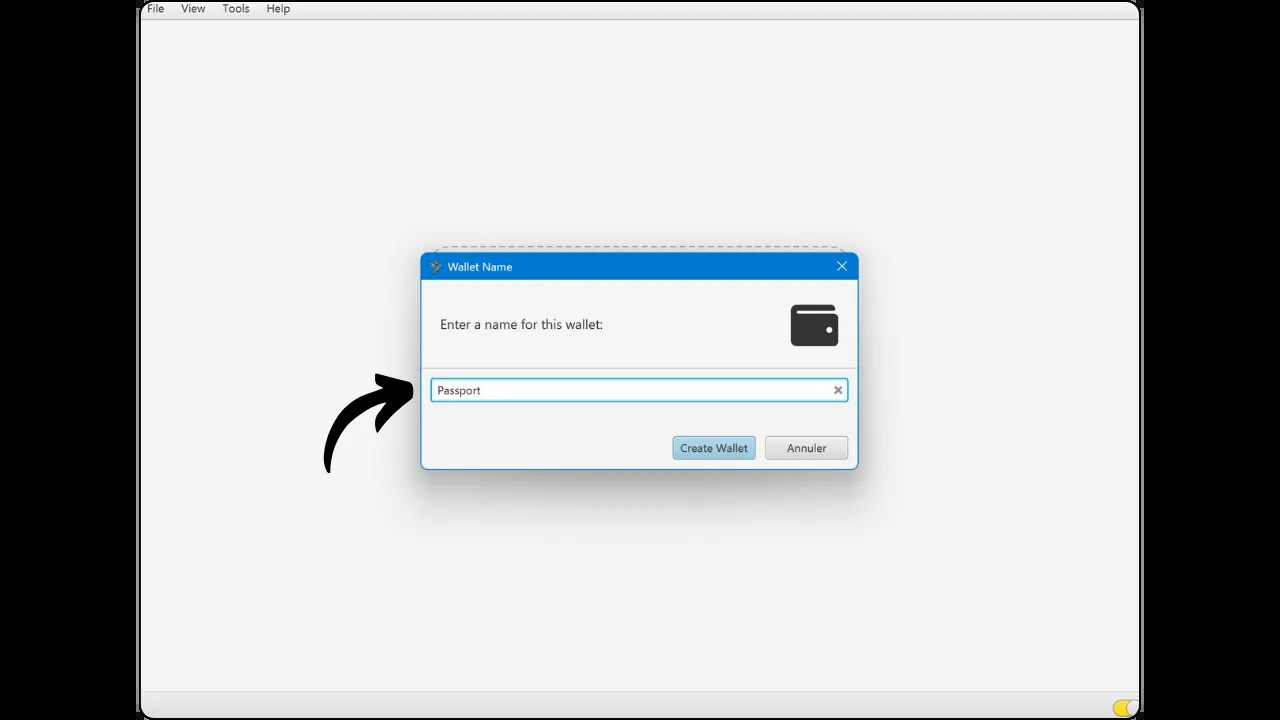 File View Tools Help
Wallet Name
Enter a name for this wallet:
Passport
Create Wallet Annuler